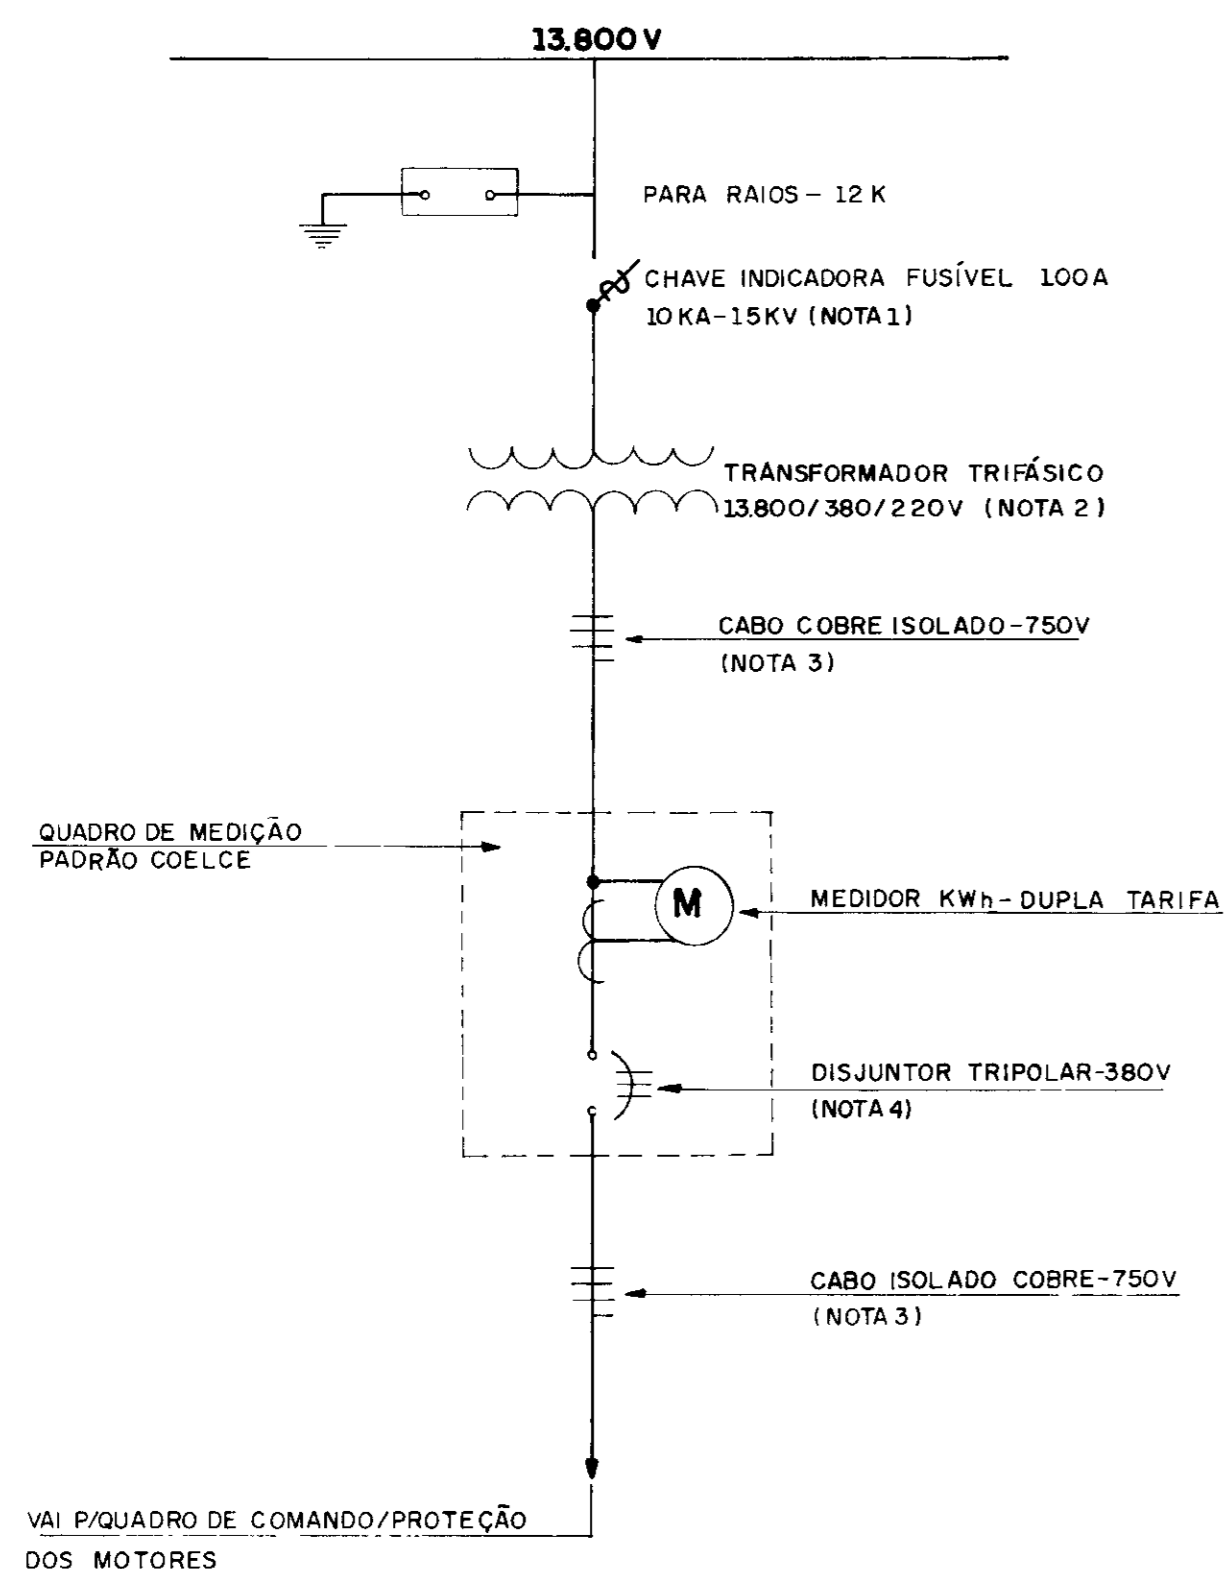 13.800 V
PARA RAIOS - 12 K
CHAVE INDICADORA FUSÍVEL 100A
10 KA-15KV (NOTA 1)
TRANSFORMADOR TRIFÁSICO
13.800/380/220V (NOTA 2)
CABO COBRE ISOLADO-750V
(NOTA 3)
QUADRO DE MEDIÇÃO
PADRÃO COELCE
M
MEDIDOR KWh-DUPLA TARIFA
DISJUNTOR TRIPOLAR-380V
(NOTA 4)
CABO ISOLADO COBRE-750V
(NOTA 3)
VAI P/QUADRO DE COMANDO/PROTEÇÃO
DOS MOTORES